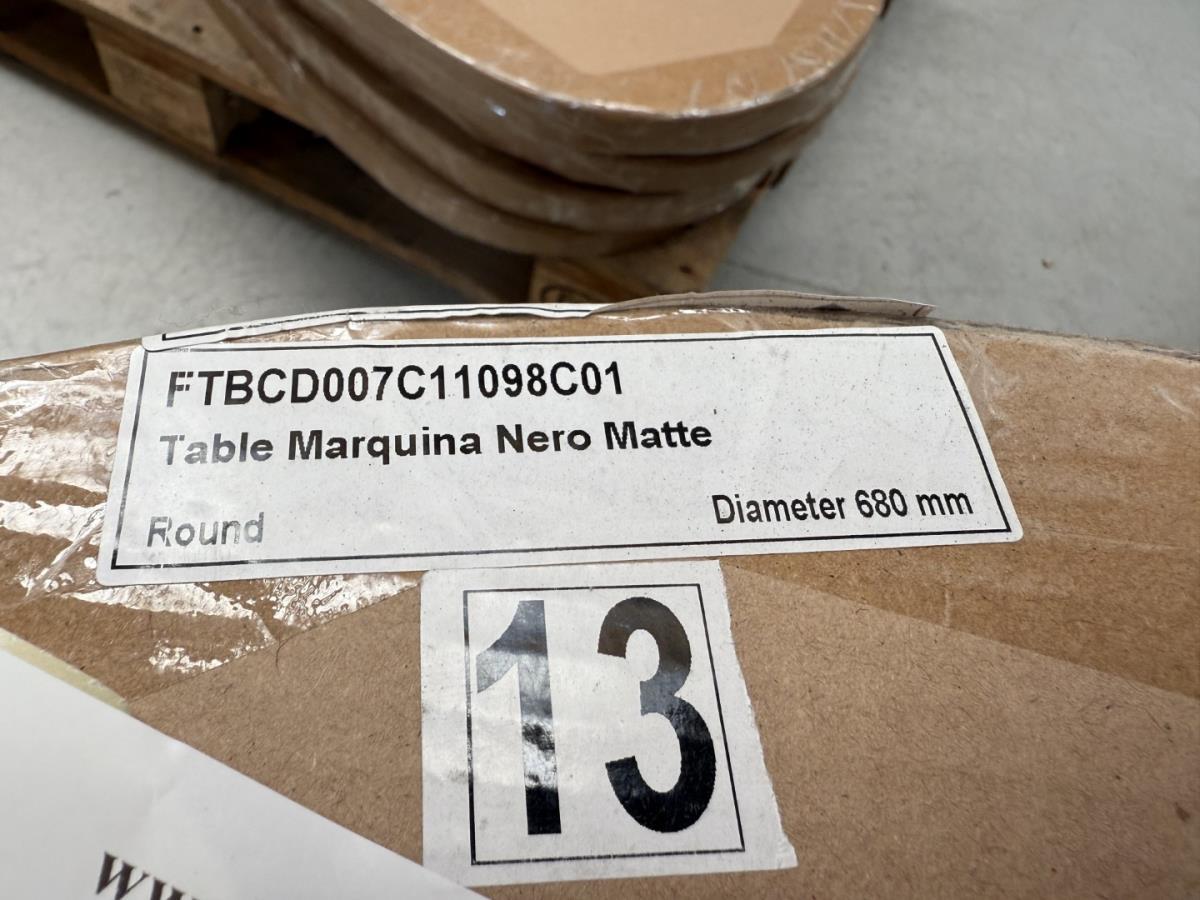 FTBCD007C11098C01
Table Marquina Nero Matte
Round
Diameter 680 mm
13